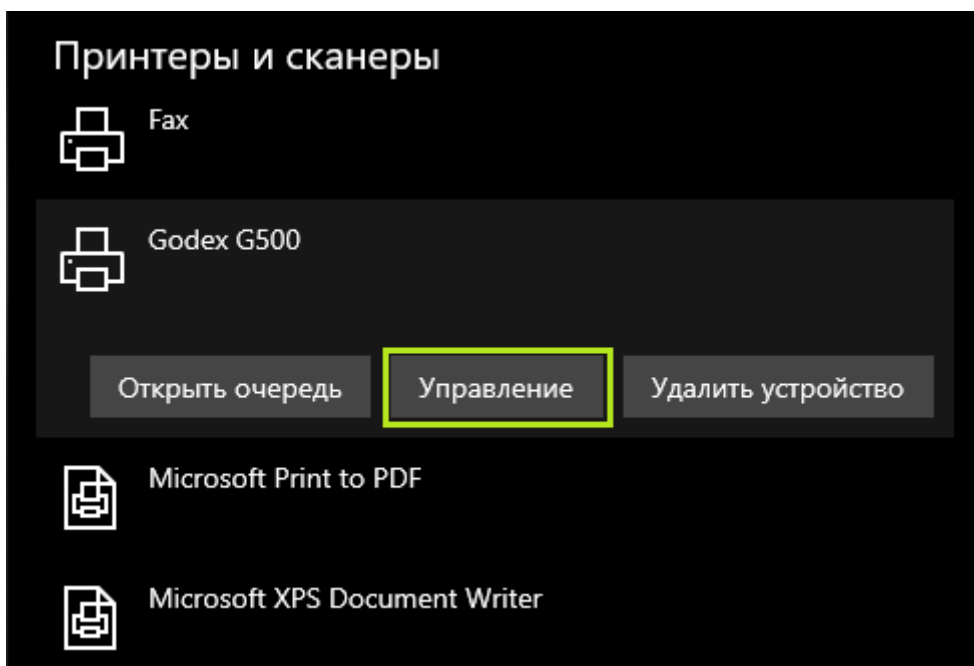 Принтеры и сканеры
Fax
Godex G500
Открыть очередь Управление Удалить устройство
Microsoft Print to PDF
Microsoft XPS Document Writer